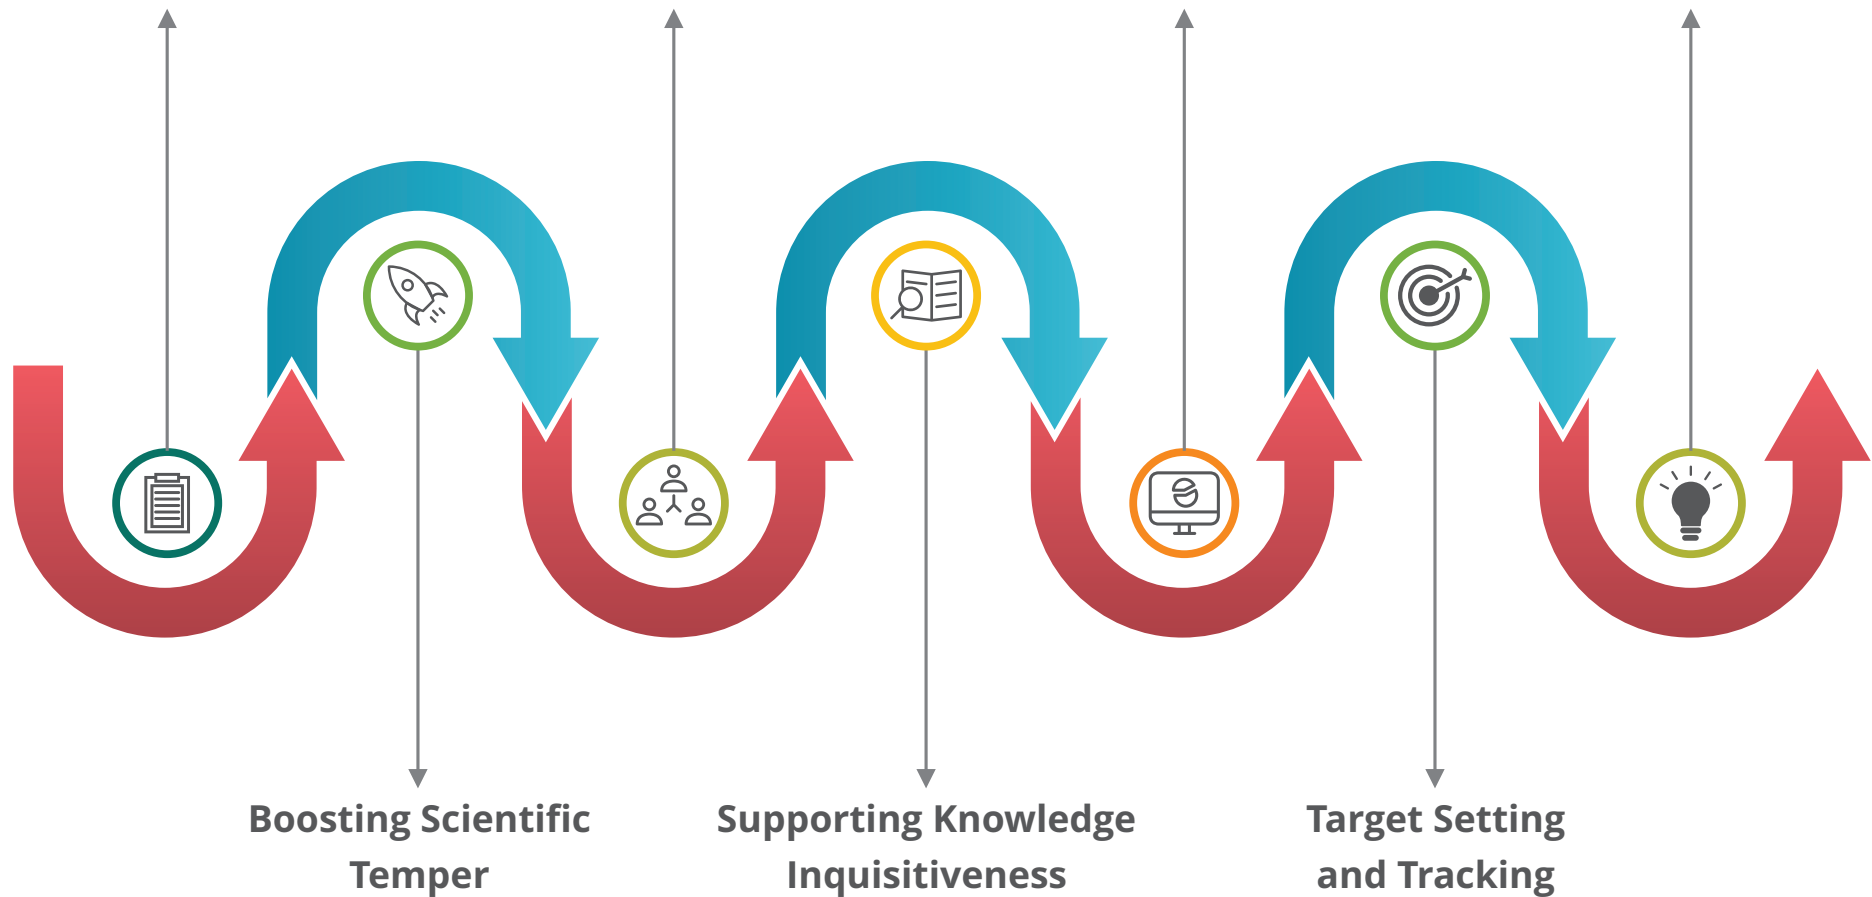 Boosting Scientific
Temper
Supporting Knowledge
Inquisitiveness
Target Setting
and Tracking